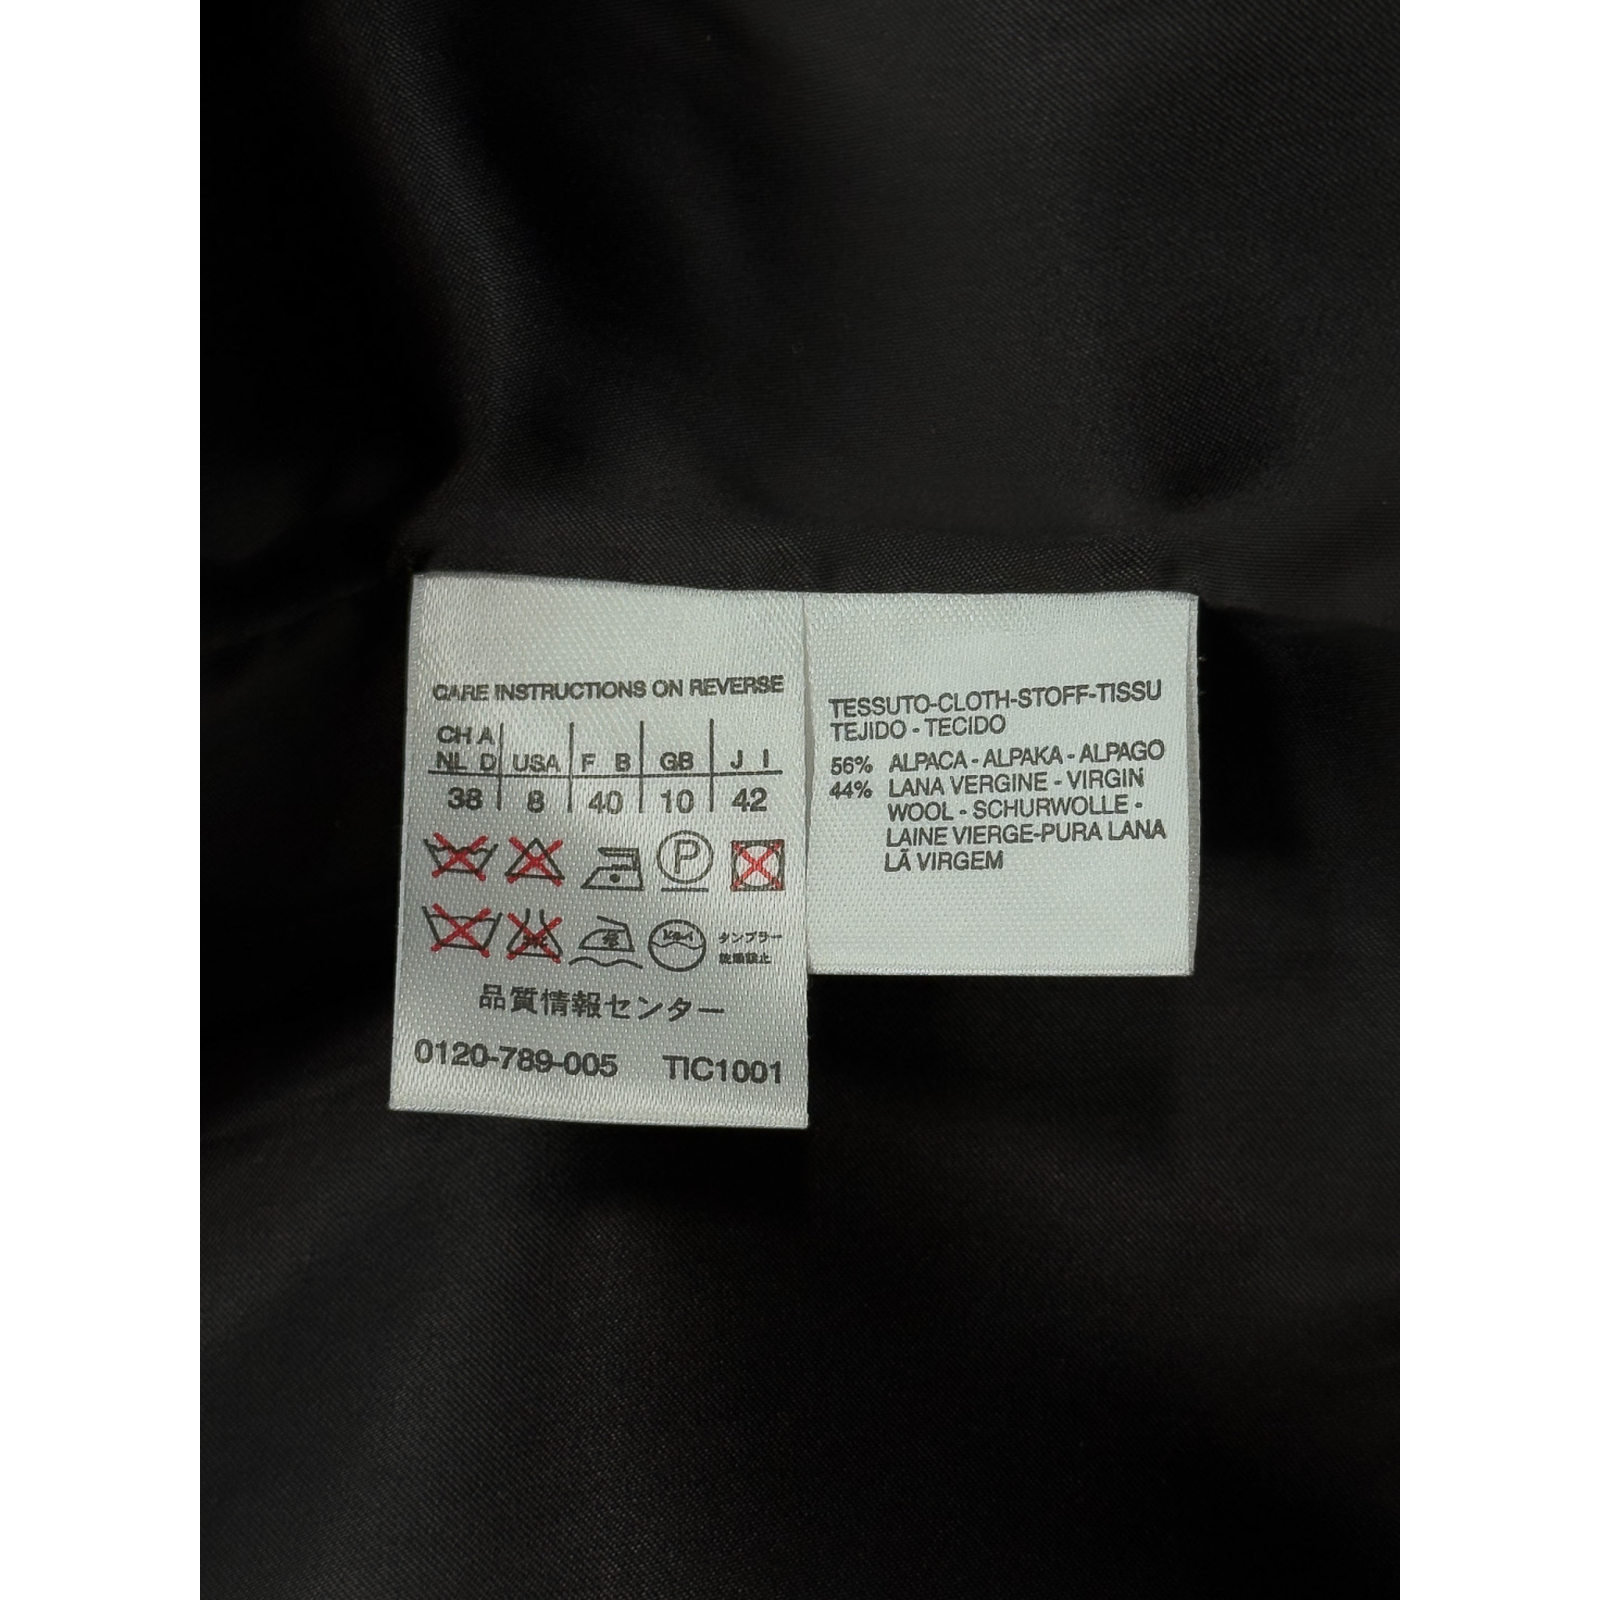 CARE INSTRUCTIONS ON REVERSE
CH A
NL D USA F B GB J I
38 8 40 10 42
P
タンブラー
乾燥禁止
品質情報センター
0120-789-005 TIC1001
TESSUTO-CLOTH-STOFF-TISSU
TEJIDO - TECIDO
56% ALPACA - ALPAKA - ALPAGO
44% LANA VERGINE - VIRGIN
WOOL - SCHURWOLLE -
LAINE VIERGE-PURA LANA
LÃ VIRGEM